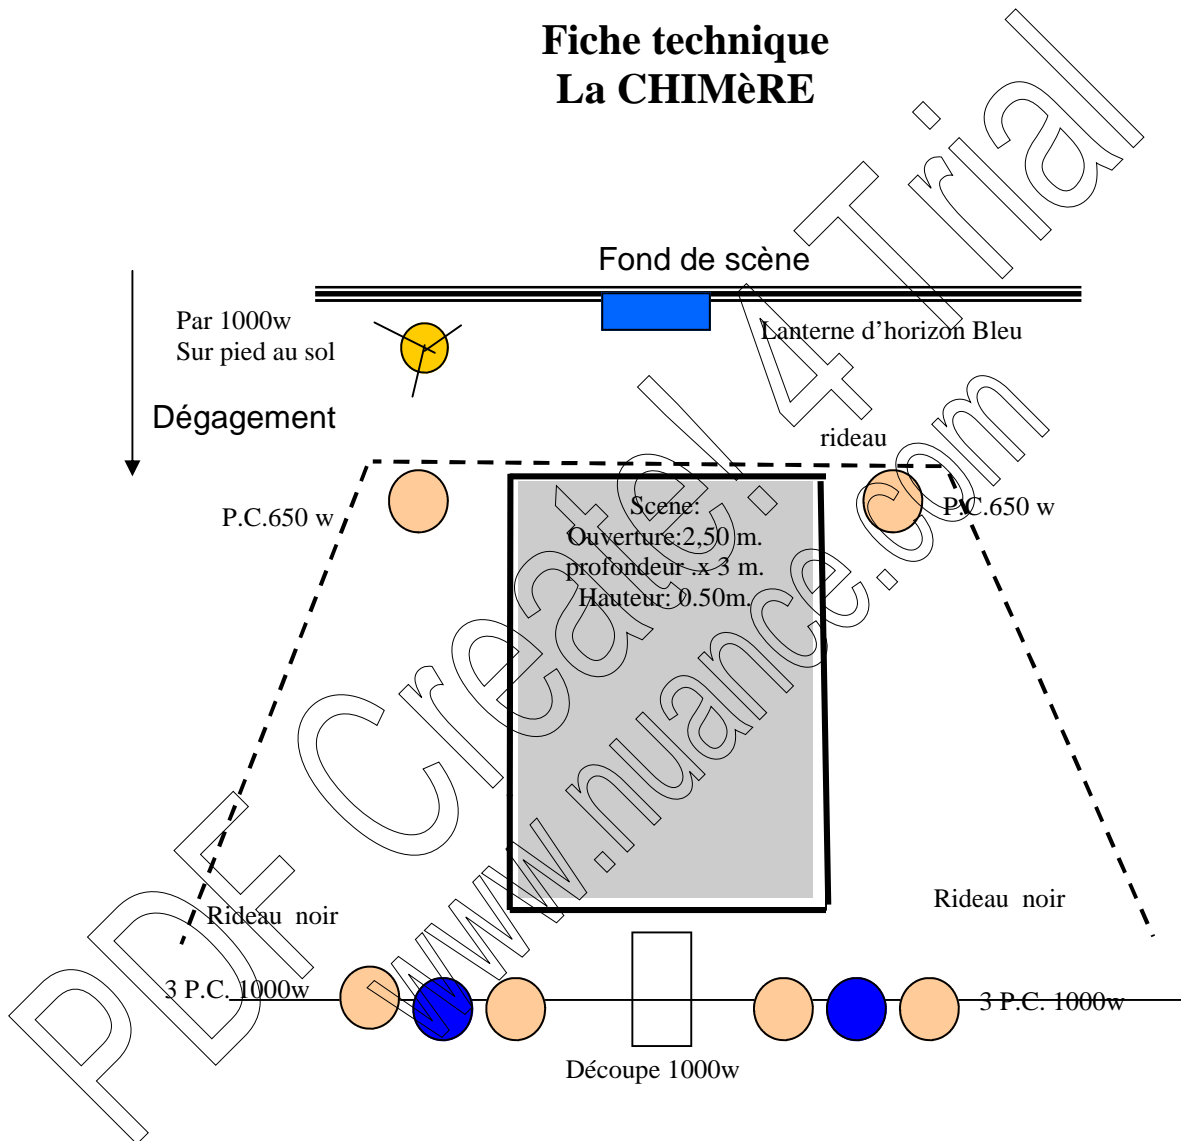 Fiche technique
La CHIMèRE
Fond de scène
Par 1000w
Sur pied au sol
Lanterne d'horizon Bleu
Dégagement
rideau
P.C.650 w
P.C.650 w
Scene:
Ouverture:2,50 m.
profondeur .x 3 m.
Hauteur: 0.50m.
Rideau noir
Rideau noir
3 P.C. 1000w
3 P.C. 1000w
Découpe 1000w
PDF Create! 4 Trial
www.nuance.com